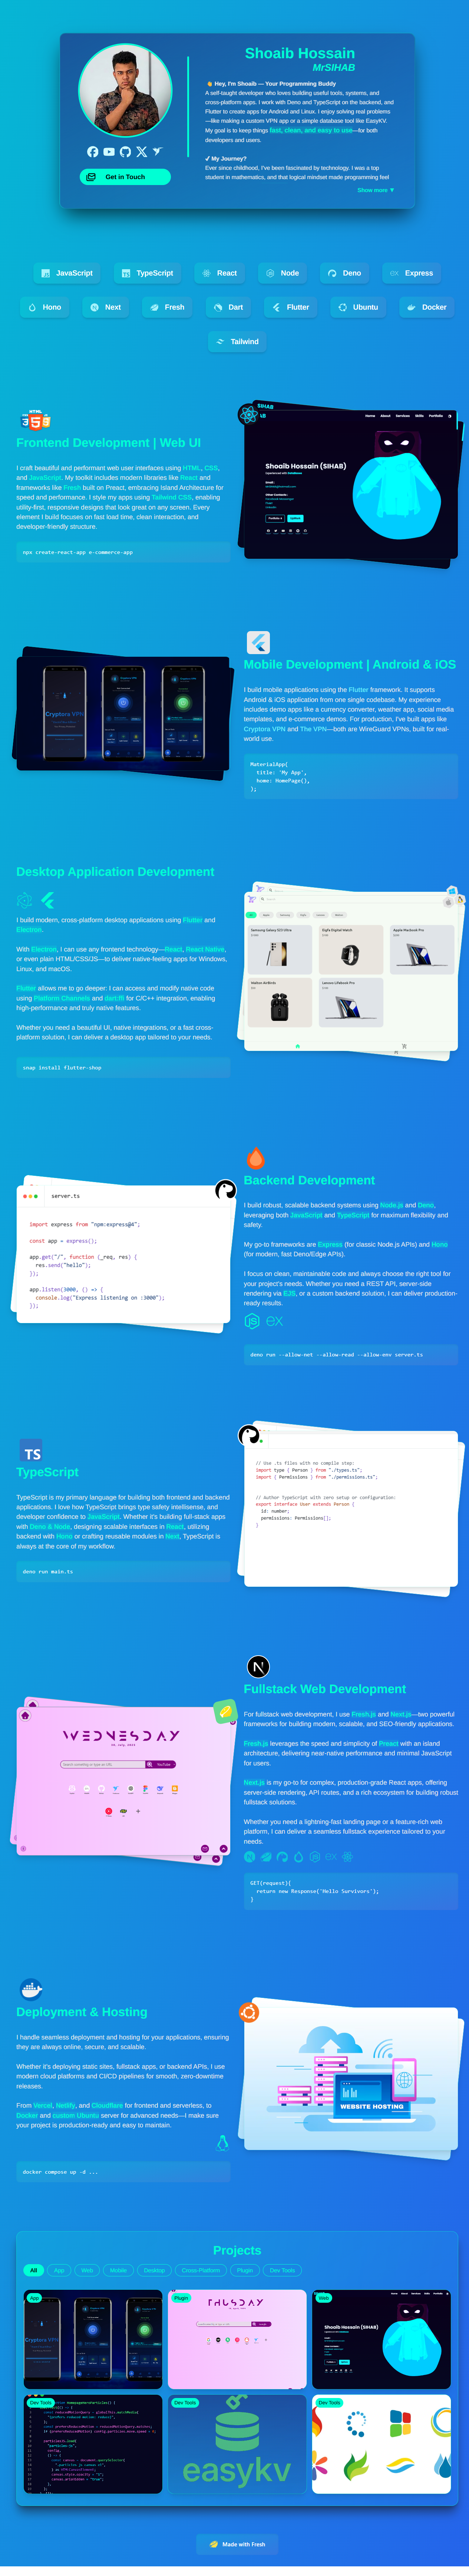 Shoaib Hossain
MrSIHAB
👋 Hey, I'm Shoaib — Your Programming Buddy
A self-taught developer who loves building useful tools, systems, and
cross-platform apps. I work with Deno and TypeScript on the backend, and
Flutter to create apps for Android and Linux. I enjoy solving real problems
—like making a custom VPN app or a simple database tool like EasyKV.
My goal is to keep things fast, clean, and easy to use—for both
developers and users.
✓ My Journey?
Ever since childhood, I've been fascinated by technology. I was a top
student in mathematics, and that logical mindset made programming feel
Show more ▼
Get in Touch
JavaScript
TypeScript
React
Node
Deno
Express
Hono
Next
Fresh
Dart
Flutter
Ubuntu
Docker
Tailwind
HTML
Frontend Development | Web UI
I craft beautiful and performant web user interfaces using HTML, CSS,
and JavaScript. My toolkit includes modern libraries like React and
frameworks like Fresh built on Preact, embracing Island Architecture for
speed and performance. I style my apps using Tailwind CSS, enabling
utility-first, responsive designs that look great on any screen. Every
element I build focuses on fast load time, clean interaction, and
developer-friendly structure.
npx create-react-app e-commerce-app
SIHAB
Home About Services Skills Portfolio
Shoaib Hossain (SIHAB)
Cryptora VPN
Mobile Development | Android & iOS
I build mobile applications using the Flutter framework. It supports
Android & iOS application from one single codebase. My experience
includes demo apps like a currency converter, weather app, social media
templates, and e-commerce demos. For production, I've built apps like
Cryptora VPN and The VPN—both are WireGuard VPNs, built for real-
world use.
MaterialApp(
title: 'My App',
home: HomePage(),
);
Desktop Application Development
I build modern, cross-platform desktop applications using Flutter and
Electron.
With Electron, I can use any frontend technology—React, React Native,
or even plain HTML/CSS/JS—to deliver native-feeling apps for Windows,
Linux, and macOS.
Flutter allows me to go deeper: I can access and modify native code
using Platform Channels and dart:ffi for C/C++ integration, enabling
high-performance and truly native features.
Whether you need a beautiful UI, native integrations, or a fast cross-
platform solution, I can deliver a desktop app tailored to your needs.
snap install flutter-shop
Samsung Galaxy S23 Ultra
Digita Digital Watch
Apple Macbook Pro
Walton AirBirds
Lenovo Lifebook Pro
server.ts
import express from "npm:express@4";
const app = express();
app.get("/", function (_req, res) {
res.send("hello");
});
app.listen(3000, () => {
console.log("Express listening on :3000");
});
Backend Development
I build robust, scalable backend systems using Node.js and Deno,
leveraging both JavaScript and TypeScript for maximum flexibility and
safety.
My go-to frameworks are Express (for classic Node.js APIs) and Hono
(for modern, fast Deno/Edge APIs).
I focus on clean, maintainable code and always choose the right tool for
your project's needs. Whether you need a REST API, server-side
rendering via EJS, or a custom backend solution, I can deliver production-
ready results.
deno run --allow-net --allow-read --allow-env server.ts
TS
TypeScript
TypeScript is my primary language for building both frontend and backend
applications. I love how TypeScript brings type safety intellisense, and
developer confidence to JavaScript. Whether it's building full-stack apps
with Deno & Node, designing scalable interfaces in React, utlizing
backend with Hono or crafting reusable modules in Next, TypeScript is
always at the core of my workflow.
deno run main.ts
// Use .ts files with no compile step:
import type { Person } from "./types.ts";
import { Permissions } from "./permissions.ts";
// Author TypeScript with zero setup or configuration:
export interface User extends Person {
id: number;
permissions: Permissions[];
}
WEDNESDAY
Fullstack Web Development
For fullstack web development, I use Fresh.js and Next.js—two powerful
frameworks for building modern, scalable, and SEO-friendly applications.
Fresh.js leverages the speed and simplicity of Preact with an island
architecture, delivering near-native performance and minimal JavaScript
for users.
Next.js is my go-to for complex, production-grade React apps, offering
server-side rendering, API routes, and a rich ecosystem for building robust
fullstack solutions.
Whether you need a lightning-fast landing page or a feature-rich web
platform, I can deliver a seamless fullstack experience tailored to your
needs.
GET(request){
return new Response('Hello Survivors');
}
Deployment & Hosting
I handle seamless deployment and hosting for your applications, ensuring
they are always online, secure, and scalable.
Whether it's deploying static sites, fullstack apps, or backend APIs, I use
modern cloud platforms and CI/CD pipelines for smooth, zero-downtime
releases.
From Vercel, Netlify, and Cloudflare for frontend and serverless, to
Docker and custom Ubuntu server for advanced needs—I make sure
your project is production-ready and easy to maintain.
docker compose up -d ...
WEBSITE HOSTING
Projects
All
App
Web
Mobile
Desktop
Cross-Platform
Plugin
Dev Tools
App
Cryptora VPN
Plugin
THUSDAY
Web
Shoaib Hossain (SIHAB)
Dev Tools
Dev Tools
easykv
Dev Tools
Made with Fresh